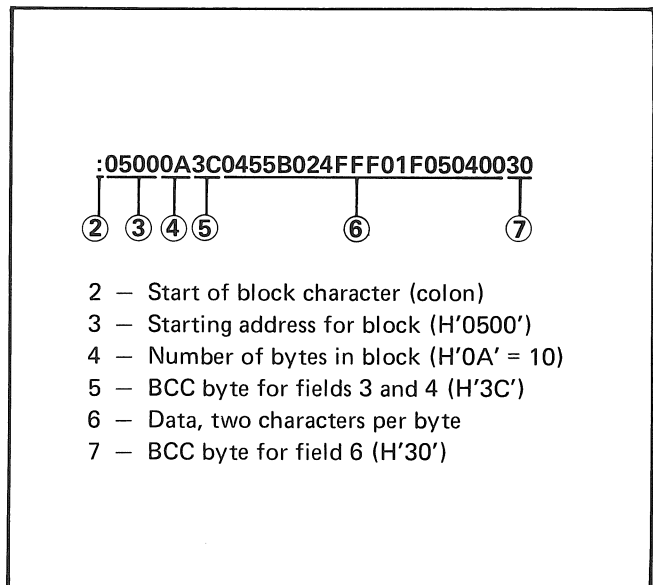 :05000A3C0455B024FFF01F05040030
② ③ ④ ⑤ ⑥ ⑦
2 — Start of block character (colon)
3 — Starting address for block (H'0500')
4 — Number of bytes in block (H'0A' = 10)
5 — BCC byte for fields 3 and 4 (H'3C')
6 — Data, two characters per byte
7 — BCC byte for field 6 (H'30')